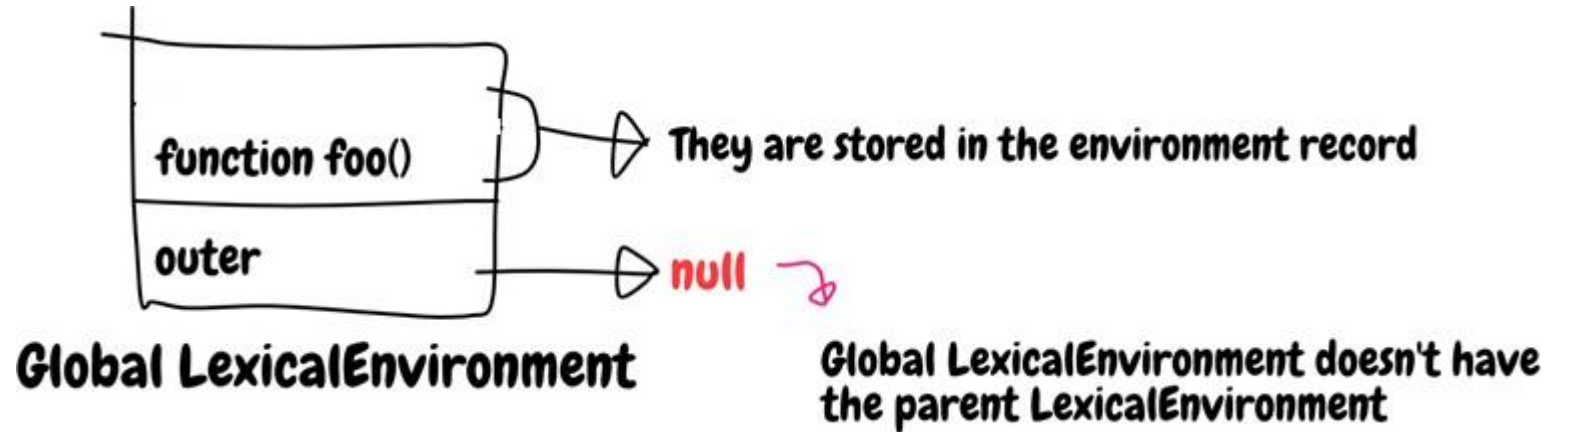 function foo()
They are stored in the environment record
outer
null
Global LexicalEnvironment
Global LexicalEnvironment doesn't have
the parent LexicalEnvironment